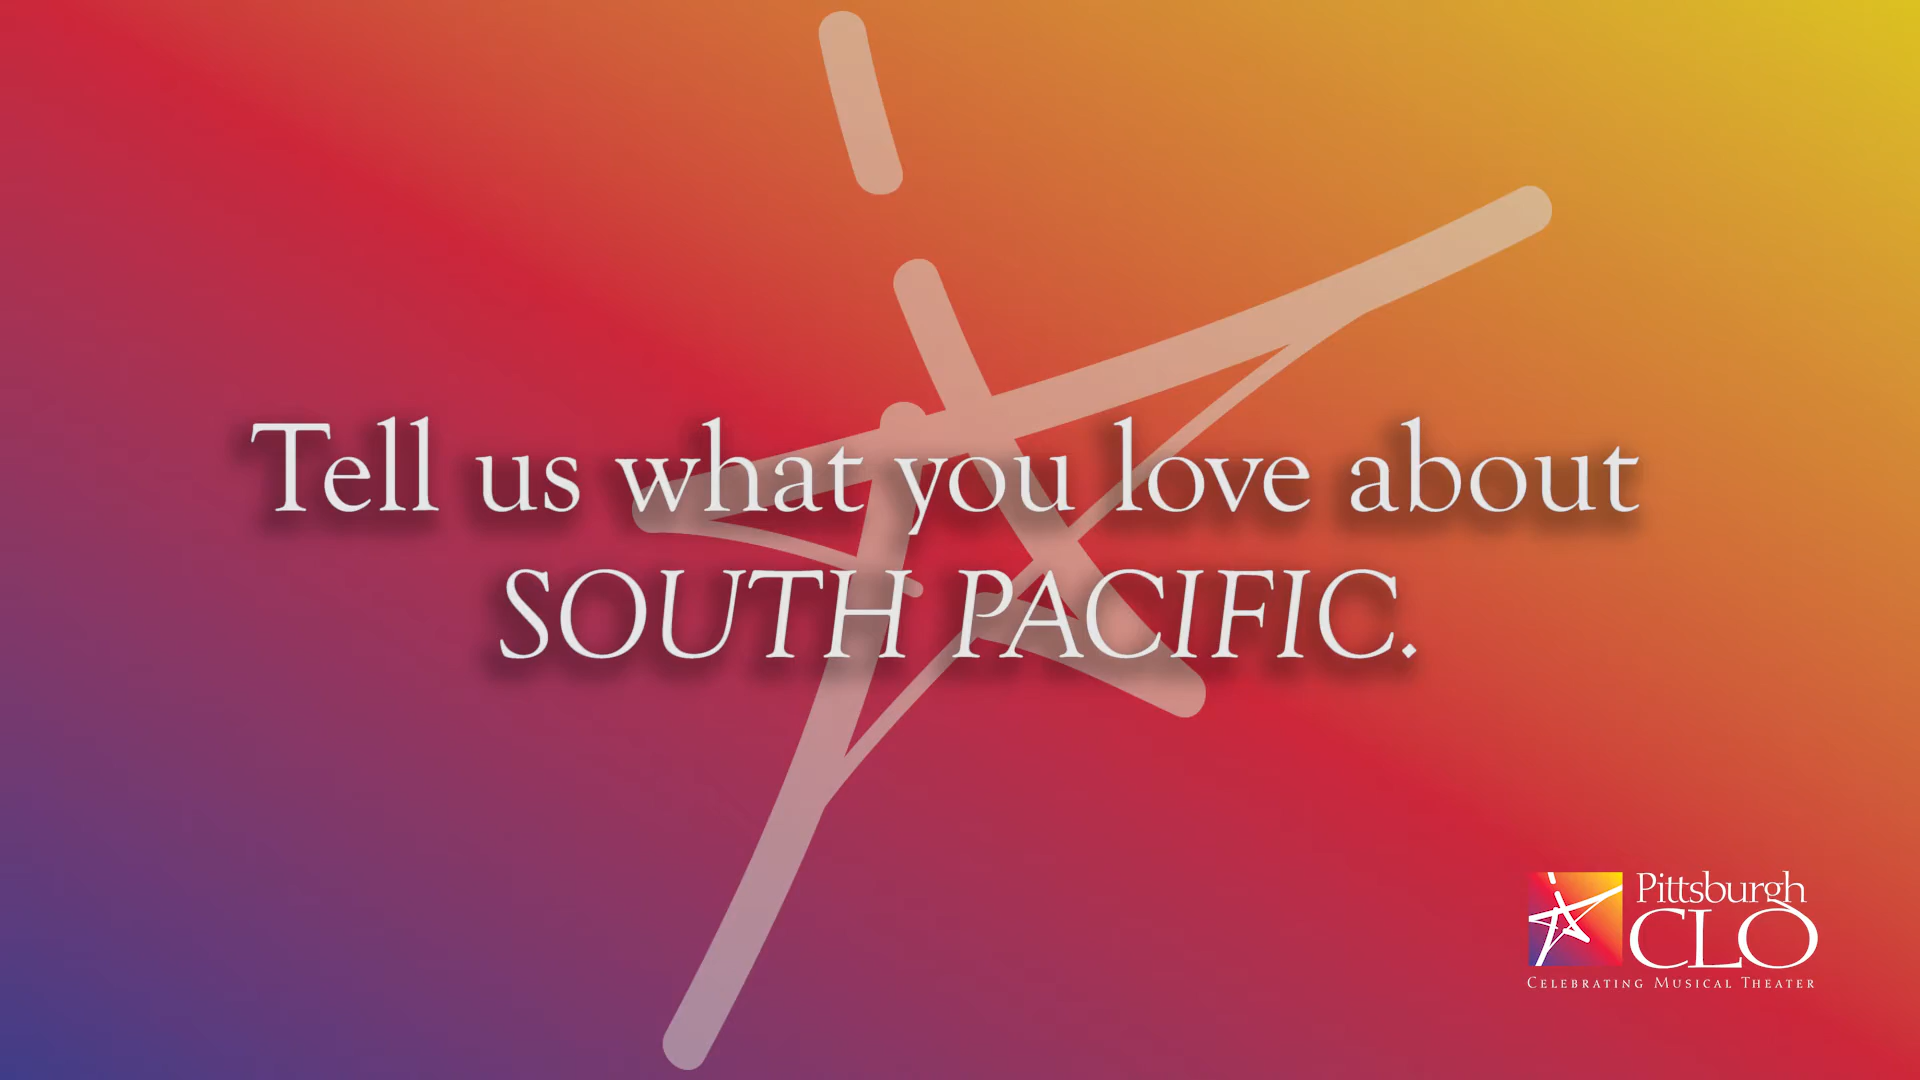 Tell us what you love about
SOUTH PACIFIC.
Pittsburgh
CLO
CELEBRATING MUSICAL THEATER